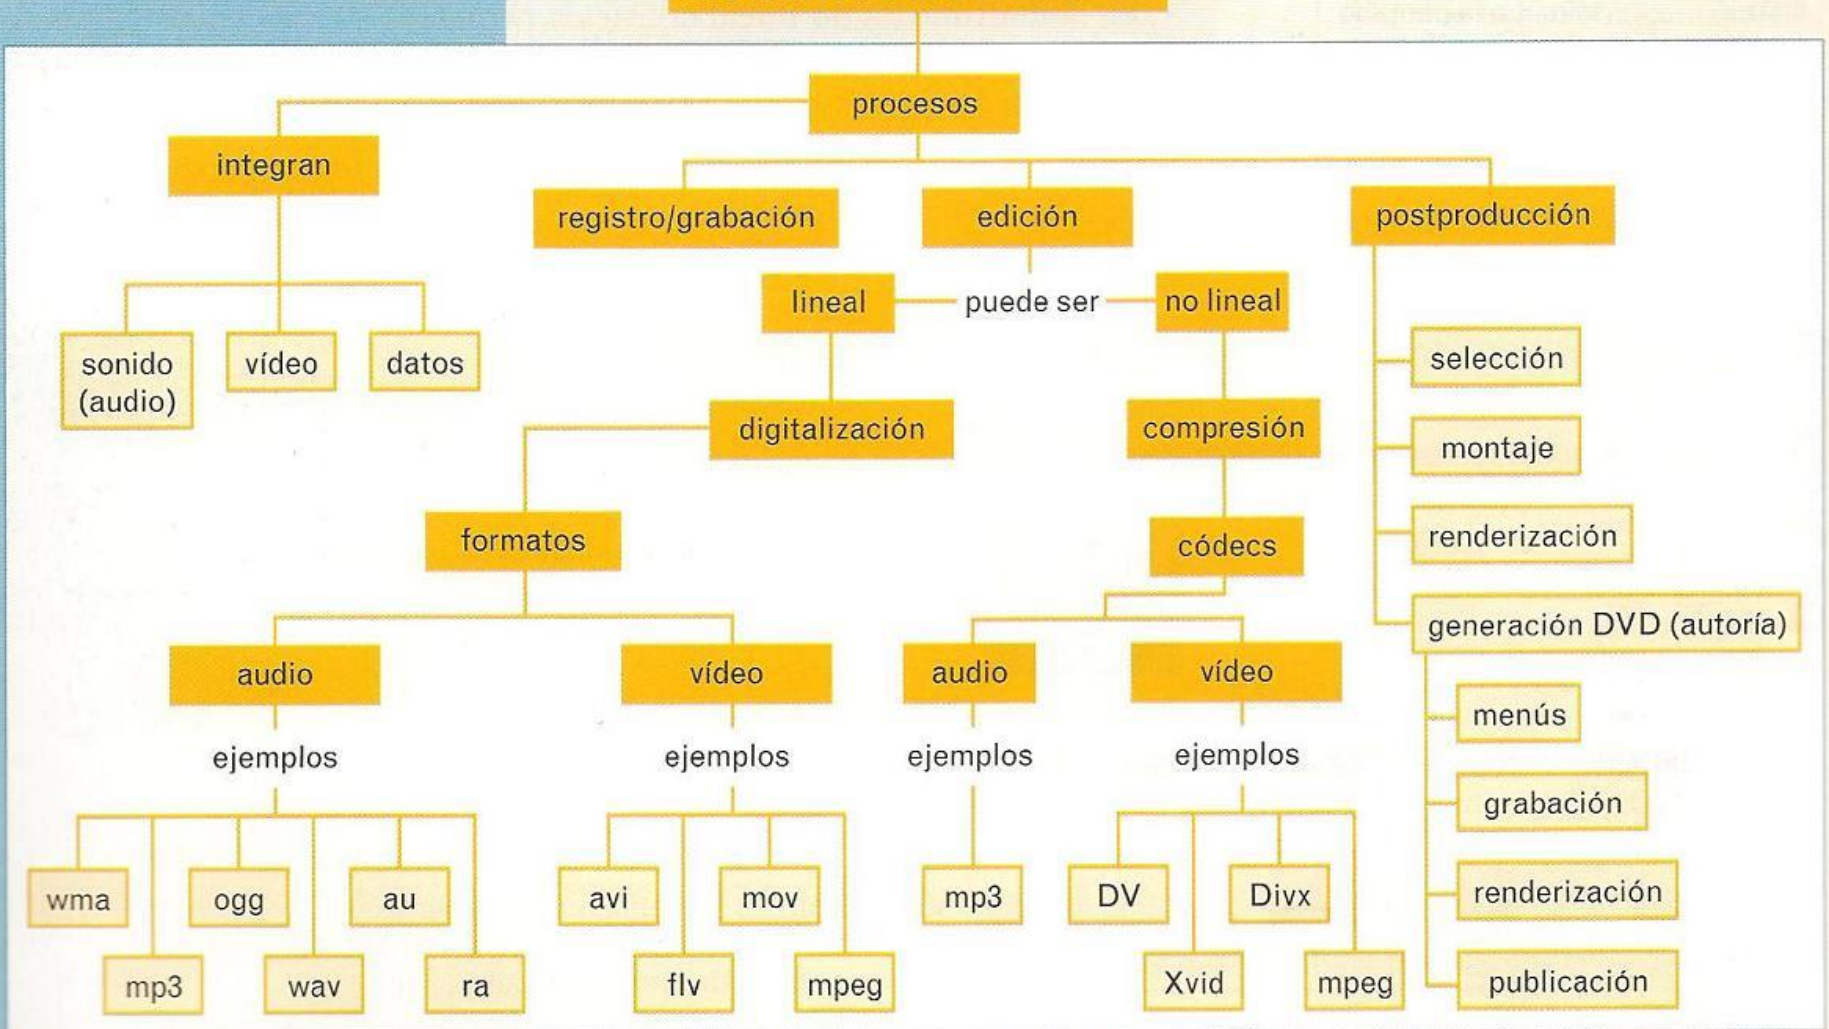 procesos
integran
registro/grabación
edición
postproducción
lineal
puede ser
no lineal
sonido
(audio)
vídeo
datos
selección
digitalización
compresión
montaje
formatos
códecs
renderización
generación DVD (autoría)
audio
vídeo
audio
vídeo
menús
ejemplos
ejemplos
ejemplos
ejemplos
grabación
wma
ogg
au
avi
mov
mp3
DV
Divx
renderización
mp3
wav
ra
flv
mpeg
Xvid
mpeg
publicación